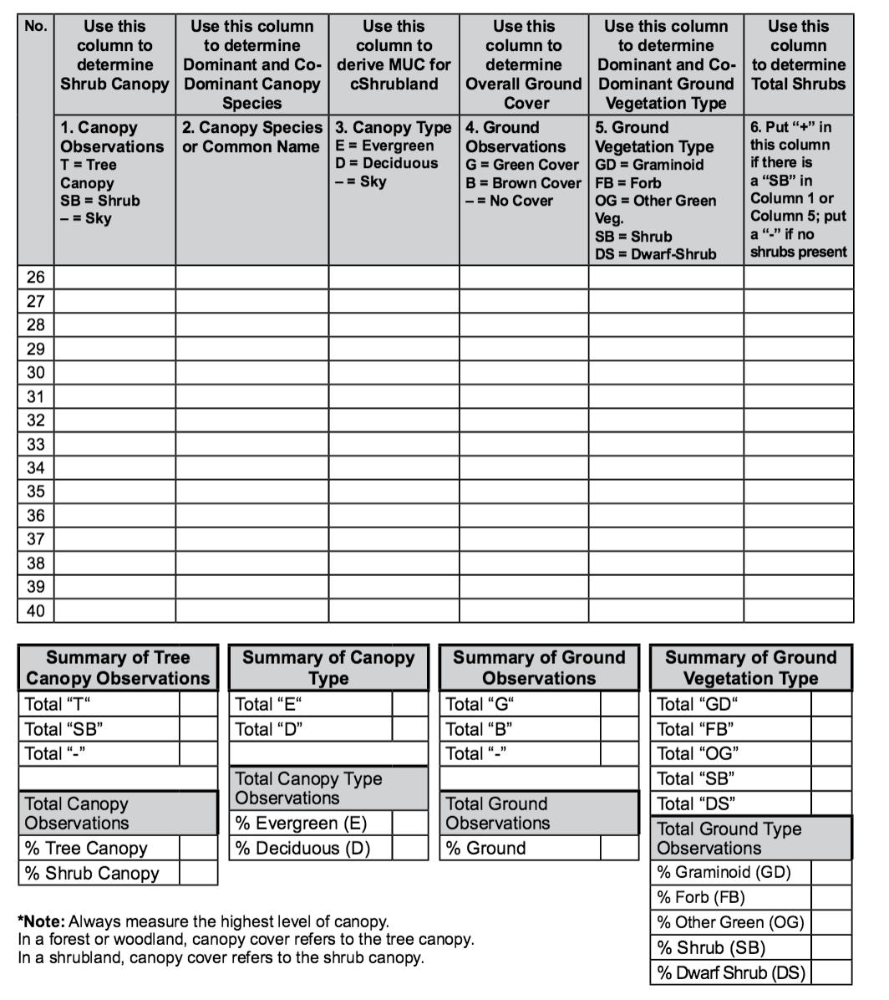 No.
Use this
column to
determine
Shrub Canopy
Use this column
to determine
Dominant and Co-
Dominant Canopy
Species
Use this
column to
derive MUC for
cShrubland
Use this
column to
determine
Overall Ground
Cover
Use this column
to determine
Dominant and Co-
Dominant Ground
Vegetation Type
Use this
column
to determine
Total Shrubs
1. Canopy
Observations
T = Tree
Canopy
SB = Shrub
– = Sky
2. Canopy Species
or Common Name
3. Canopy Type
E = Evergreen
D = Deciduous
– = Sky
4. Ground
Observations
G = Green Cover
B = Brown Cover
– = No Cover
5. Ground
Vegetation Type
GD = Graminoid
FB = Forb
OG = Other Green
Veg.
SB = Shrub
DS = Dwarf-Shrub
6. Put “+” in
this column
if there is
a “SB” in
Column 1 or
Column 5; put
a “-” if no
shrubs present
26
27
28
29
30
31
32
33
34
35
36
37
38
39
40
Summary of Tree
Canopy Observations
Total “T“
Total “SB”
Total “-”
Total Canopy
Observations
% Tree Canopy
% Shrub Canopy
Summary of Canopy
Type
Total “E“
Total “D”
Total Canopy Type
Observations
% Evergreen (E)
% Deciduous (D)
Summary of Ground
Observations
Total “G“
Total “B”
Total “-”
Total Ground
Observations
% Ground
Summary of Ground
Vegetation Type
Total “GD“
Total “FB”
Total “OG”
Total “SB”
Total “DS”
Total Ground Type
Observations
% Graminoid (GD)
% Forb (FB)
% Other Green (OG)
% Shrub (SB)
% Dwarf Shrub (DS)
*Note: Always measure the highest level of canopy.
In a forest or woodland, canopy cover refers to the tree canopy.
In a shrubland, canopy cover refers to the shrub canopy.